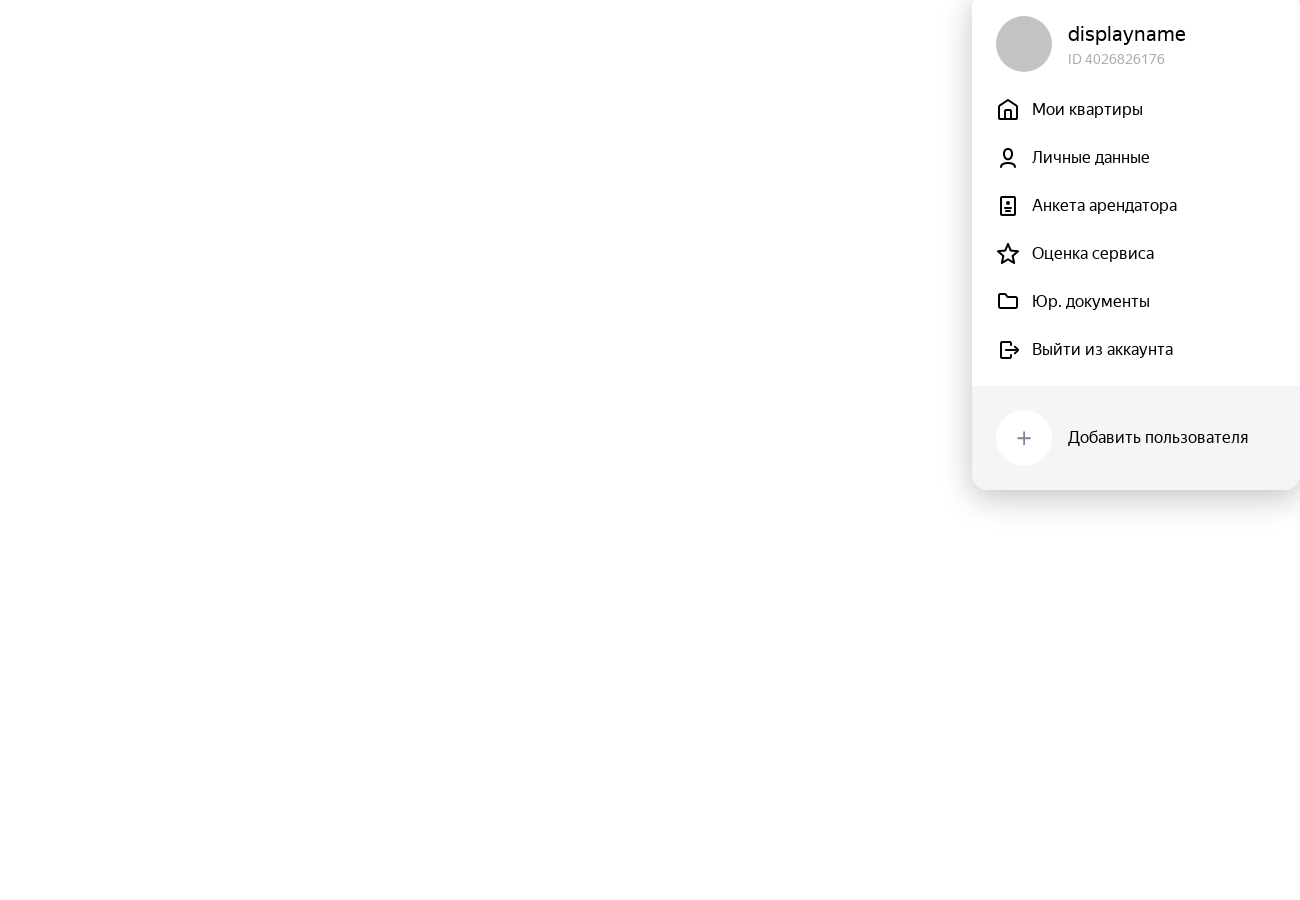 displayname
ID 4026826176
Мои квартиры
Личные данные
Анкета арендатора
Оценка сервиса
Юр. документы
Выйти из аккаунта
Добавить пользователя